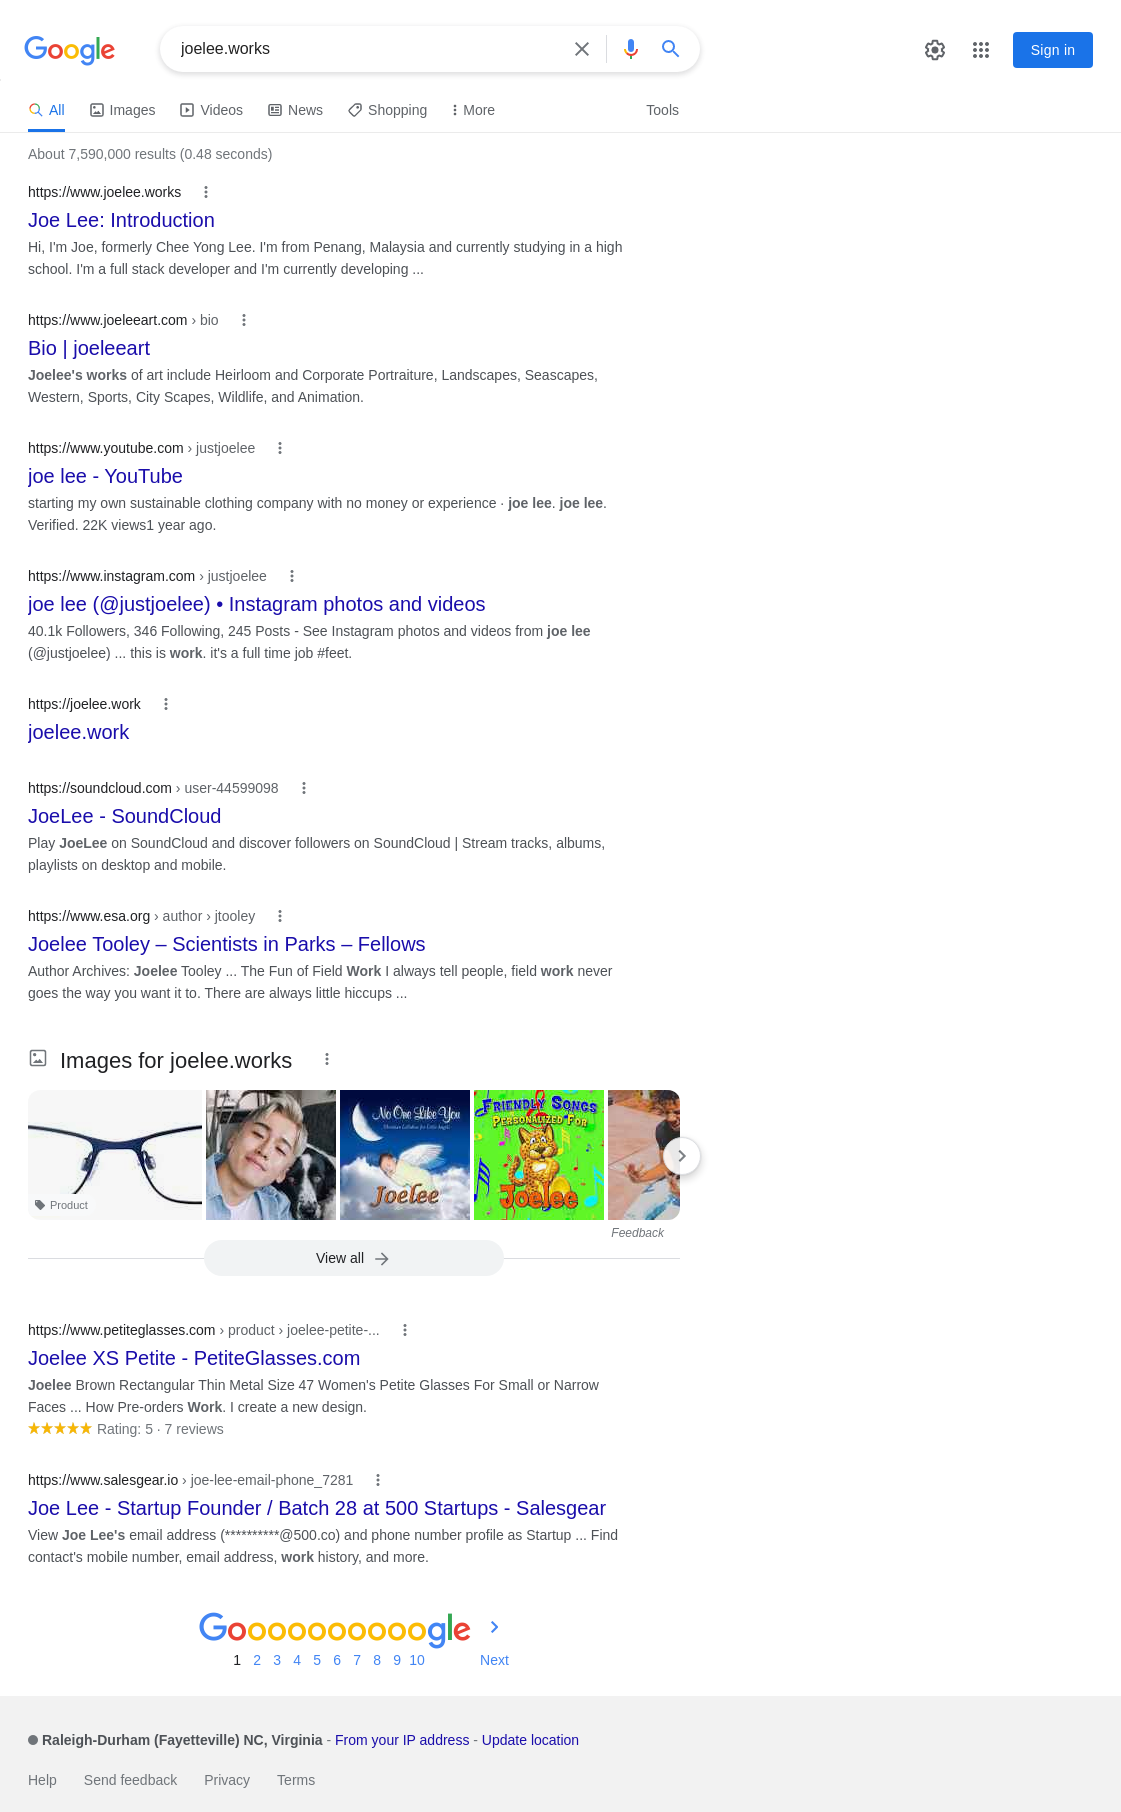 Google
joelee.works
Sign in
All Images Videos News Shopping More Tools
About 7,590,000 results (0.48 seconds)
https://www.joelee.works
Joe Lee: Introduction
Hi, I'm Joe, formerly Chee Yong Lee. I'm from Penang, Malaysia and currently studying in a high
school. I'm a full stack developer and I'm currently developing ...
https://www.joeleeart.com › bio
Bio | joeleeart
Joelee's works of art include Heirloom and Corporate Portraiture, Landscapes, Seascapes,
Western, Sports, City Scapes, Wildlife, and Animation.
https://www.youtube.com › justjoelee
joe lee - YouTube
starting my own sustainable clothing company with no money or experience · joe lee. joe lee.
Verified. 22K views1 year ago.
https://www.instagram.com › justjoelee
joe lee (@justjoelee) • Instagram photos and videos
40.1k Followers, 346 Following, 245 Posts - See Instagram photos and videos from joe lee
(@justjoelee) ... this is work. it's a full time job #feet.
https://joelee.work
joelee.work
https://soundcloud.com › user-44599098
JoeLee - SoundCloud
Play JoeLee on SoundCloud and discover followers on SoundCloud | Stream tracks, albums,
playlists on desktop and mobile.
https://www.esa.org › author › jtooley
Joelee Tooley – Scientists in Parks – Fellows
Author Archives: Joelee Tooley ... The Fun of Field Work I always tell people, field work never
goes the way you want it to. There are always little hiccups ...
Images for joelee.works
Product
No One Like You
Christian Lullabies for Little Angels
Joelee
FRIENDLY SONGS
PERSONALIZED FOR
Joelee
Feedback
View all
https://www.petiteglasses.com › product › joelee-petite-...
Joelee XS Petite - PetiteGlasses.com
Joelee Brown Rectangular Thin Metal Size 47 Women's Petite Glasses For Small or Narrow
Faces ... How Pre-orders Work. I create a new design.
Rating: 5 · 7 reviews
https://www.salesgear.io › joe-lee-email-phone_7281
Joe Lee - Startup Founder / Batch 28 at 500 Startups - Salesgear
View Joe Lee's email address (**********@500.co) and phone number profile as Startup ... Find
contact's mobile number, email address, work history, and more.
Goooooooooogle
1 2 3 4 5 6 7 8 9 10 Next
Raleigh-Durham (Fayetteville) NC, Virginia - From your IP address - Update location
Help Send feedback Privacy Terms